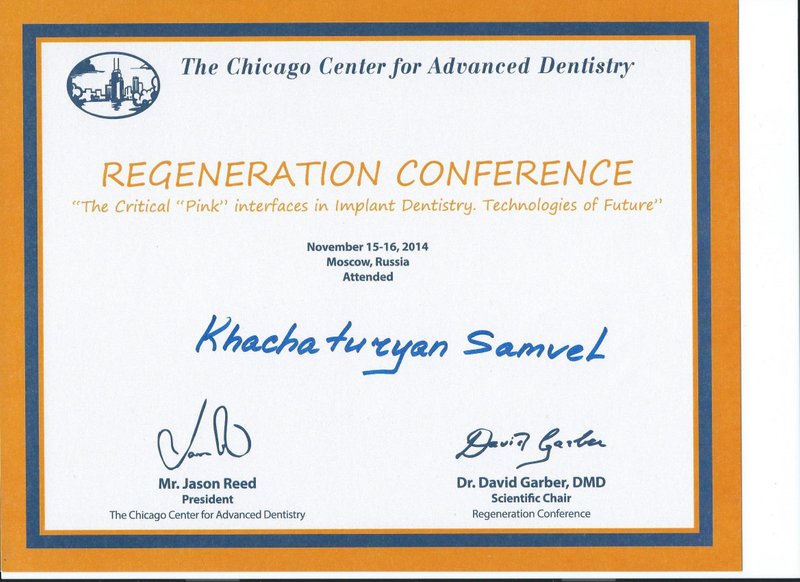 The Chicago Center for Advanced Dentistry
REGENERATION CONFERENCE
"The Critical "Pink" interfaces in Implant Dentistry. Technologies of Future"
November 15-16, 2014
Moscow, Russia
Attended
Khachaturyan Samvel
David Garber
Mr. Jason Reed
President
The Chicago Center for Advanced Dentistry
Dr. David Garber, DMD
Scientific Chair
Regeneration Conference